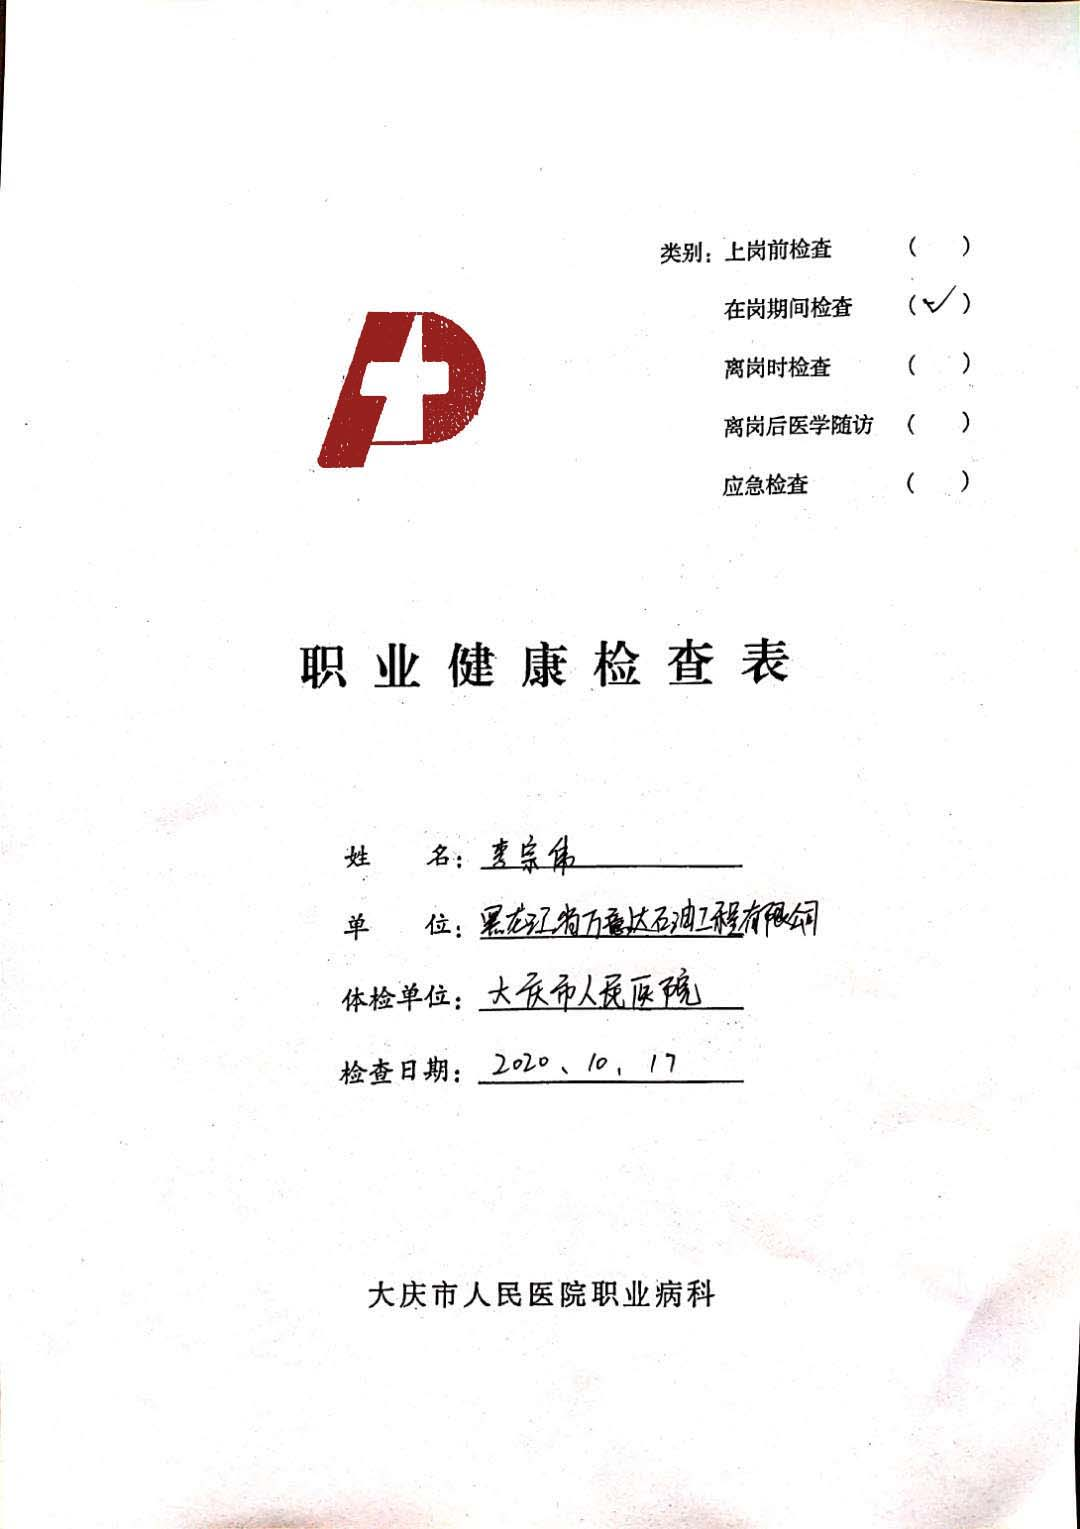 类别：上岗前检查 （ ）
在岗期间检查 （✓）
离岗时检查 （ ）
离岗后医学随访 （ ）
应急检查 （ ）
职业健康检查表
姓 名：李宗伟
单 位：黑龙江省万意达石油工程有限公司
体检单位：大庆市人民医院
检查日期：2020、10、17
大庆市人民医院职业病科